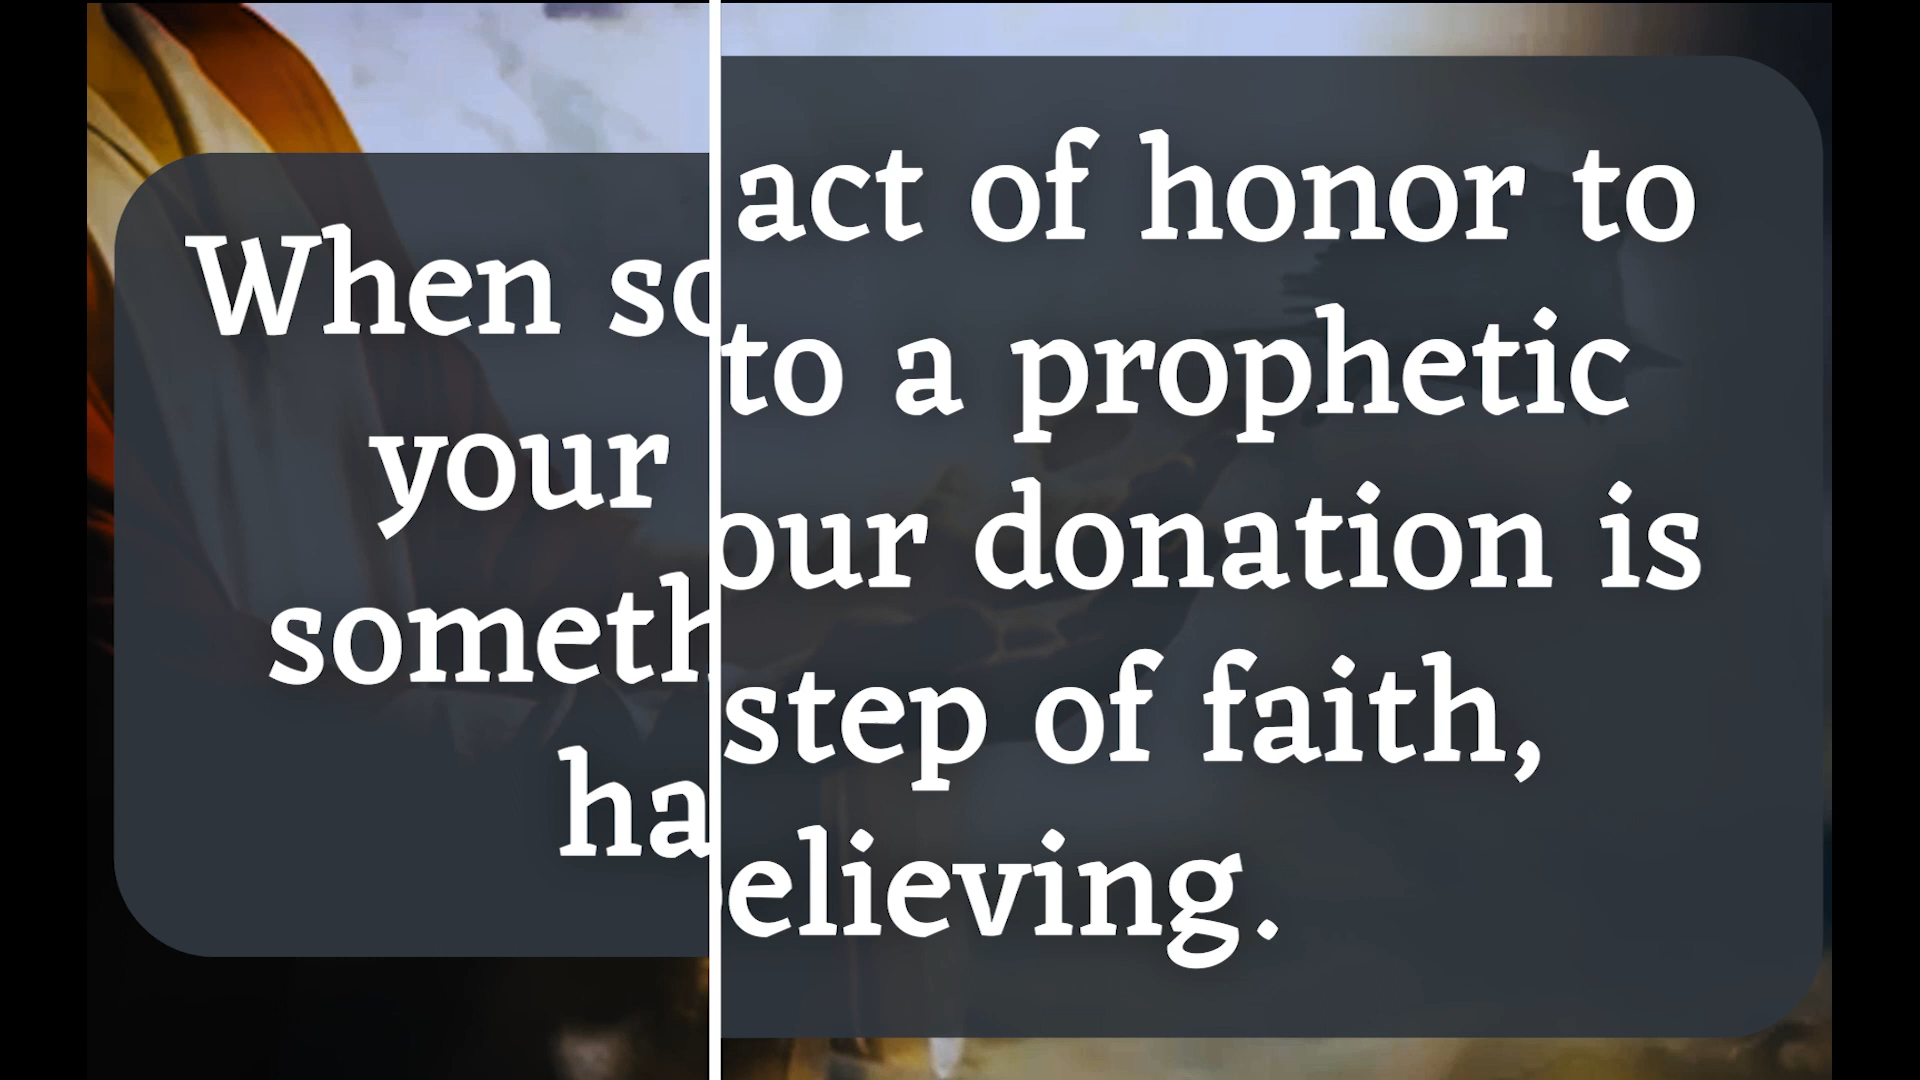 When so
your
someth
ha
act of honor to
to a prophetic
our donation is
step of faith,
elieving.